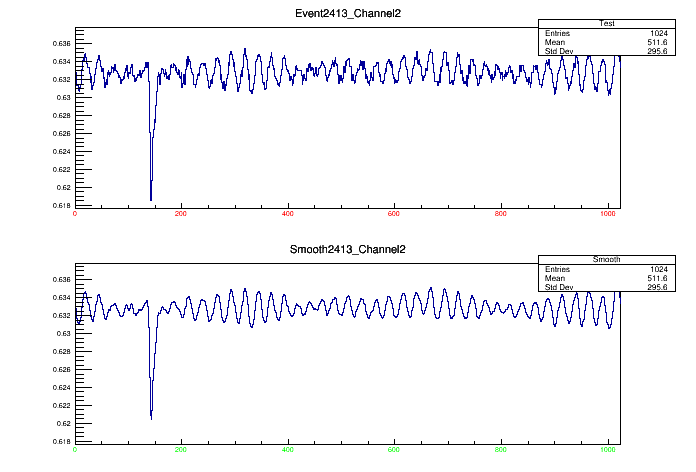 Event2413_Channel2
Test
Entries 1024
Mean 511.6
Std Dev 295.6
0.636
0.634
0.632
0.63
0.628
0.626
0.624
0.622
0.62
0.618
0 200 400 600 800 1000
Smooth2413_Channel2
Smooth
Entries 1024
Mean 511.6
Std Dev 295.6
0.636
0.634
0.632
0.63
0.628
0.626
0.624
0.622
0.62
0.618
0 200 400 600 800 1000